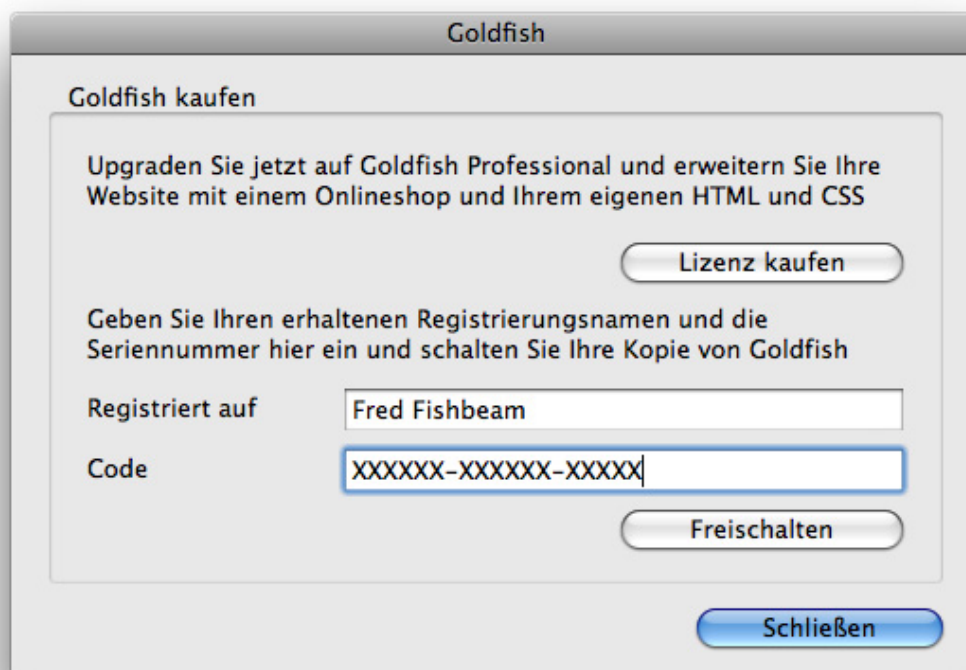 Goldfish
Goldfish kaufen
Upgraden Sie jetzt auf Goldfish Professional und erweitern Sie Ihre
Website mit einem Onlineshop und Ihrem eigenen HTML und CSS
Lizenz kaufen
Geben Sie Ihren erhaltenen Registrierungsnamen und die
Seriennummer hier ein und schalten Sie Ihre Kopie von Goldfish
Registriert auf Fred Fishbeam
Code XXXXXX-XXXXXX-XXXXX
Freischalten
Schließen